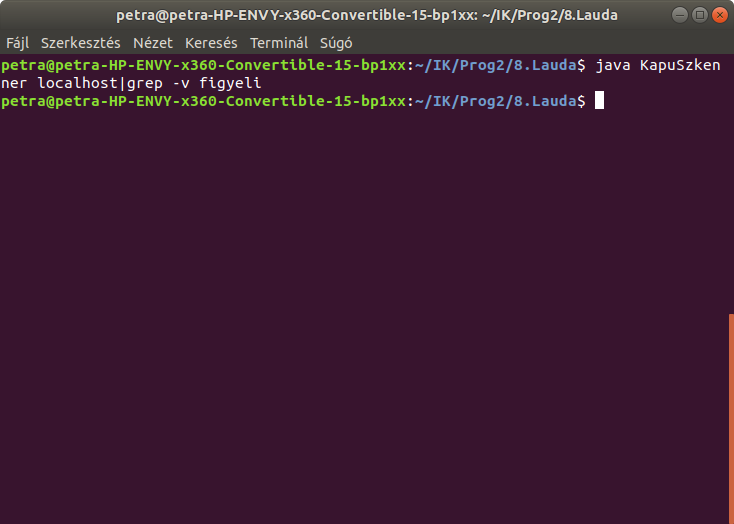 petra@petra-HP-ENVY-x360-Convertible-15-bp1xx: ~/IK/Prog2/8.Lauda
Fájl Szerkesztés Nézet Keresés Terminál Súgó
petra@petra-HP-ENVY-x360-Convertible-15-bp1xx:~/IK/Prog2/8.Lauda$ java KapuSzken
ner localhost|grep -v figyeli
petra@petra-HP-ENVY-x360-Convertible-15-bp1xx:~/IK/Prog2/8.Lauda$